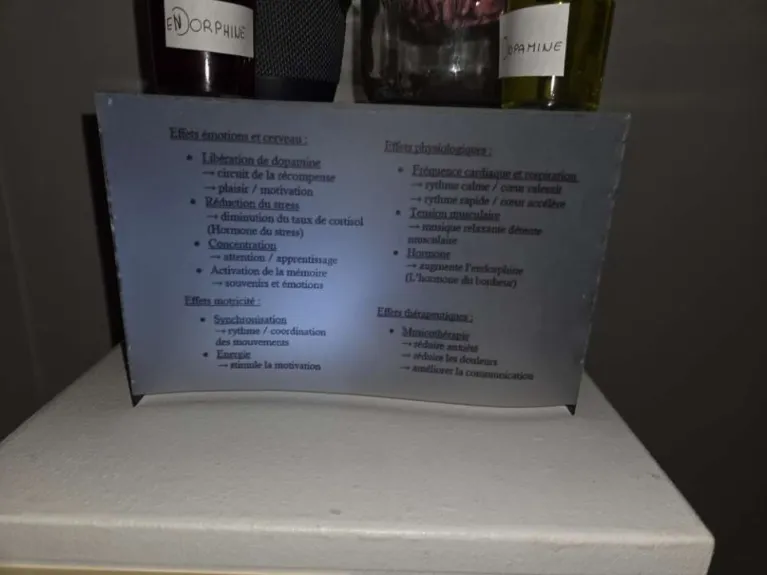 ENDORPHINE
DOPAMINE
Effets émotions et cerveau :
• Libération de dopamine
→ circuit de la récompense
→ plaisir / motivation
• Réduction du stress
→ diminution du taux de cortisol
(Hormone du stress)
• Concentration
→ attention / apprentissage
• Activation de la mémoire
→ souvenirs et émotions
Effets motricité :
• Synchronisation
→ rythme / coordination
des mouvements
• Energie
→ stimule la motivation
Effets physiologiques :
• Fréquence cardiaque et respiration
→ rythme calme / cœur ralentit
→ rythme rapide / cœur accélère
• Tension musculaire
→ musique relaxante détente
musculaire
• Hormone
→ augmente l'endorphine
(L'hormone du bonheur)
Effets thérapeutiques :
• Musicothérapie
→ réduire anxiété
→ réduire les douleurs
→ améliorer la communication